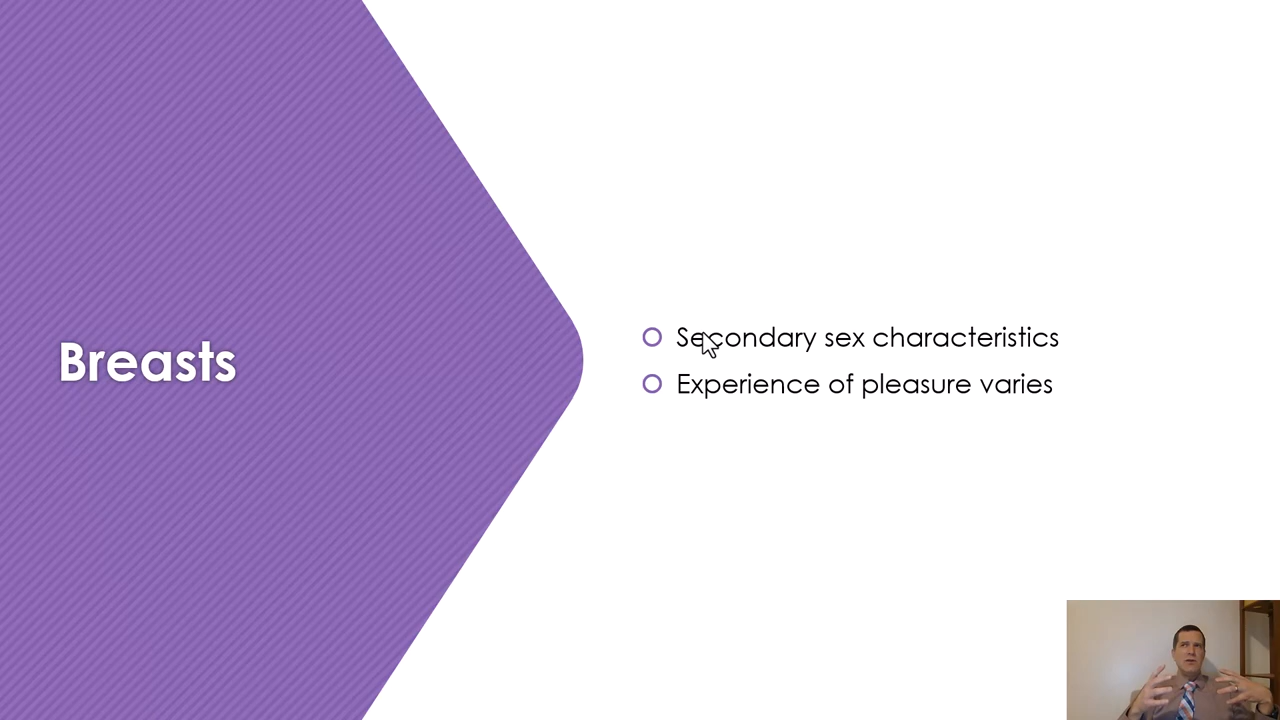 Breasts
Secondary sex characteristics
Experience of pleasure varies